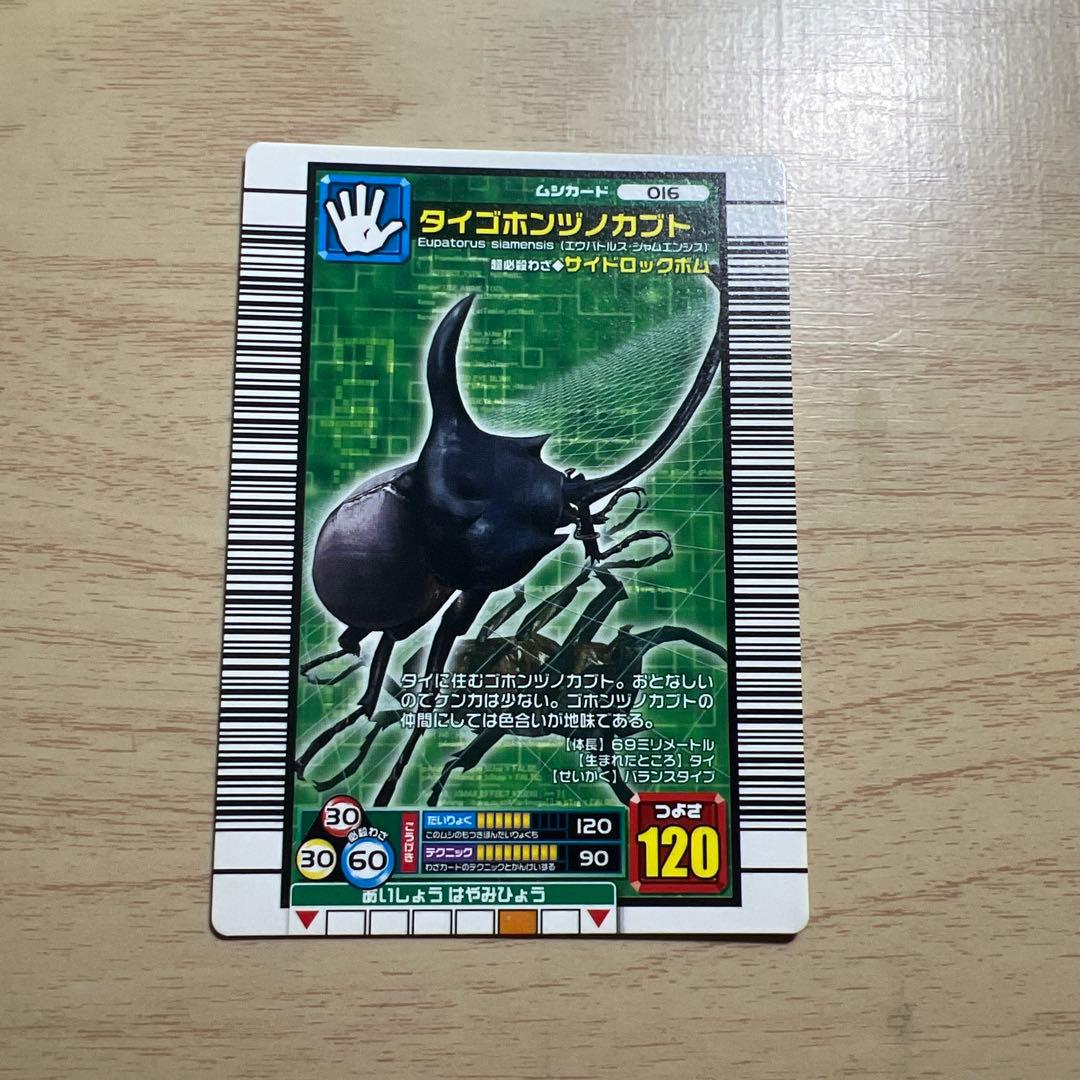 ムシカード 016
タイゴホンヅノカブト
Eupatorus siamensis (エウパトルス・シャムエンシス)
超必殺わざ◆サイドロックボム
タイに住むゴホンヅノカブト。おとなしい
のでケンカは少ない。ゴホンヅノカブトの
仲間にしては色合いが地味である。
【体長】69ミリメートル
【生まれたところ】タイ
【せいかく】バランスタイプ
30
必殺わざ
30
60
こうげき
たいりょく 120
このムシのもつきほんたいりょくち
テクニック 90
わざカードのテクニックとかんけいする
つよさ
120
あいしょう はやみひょう